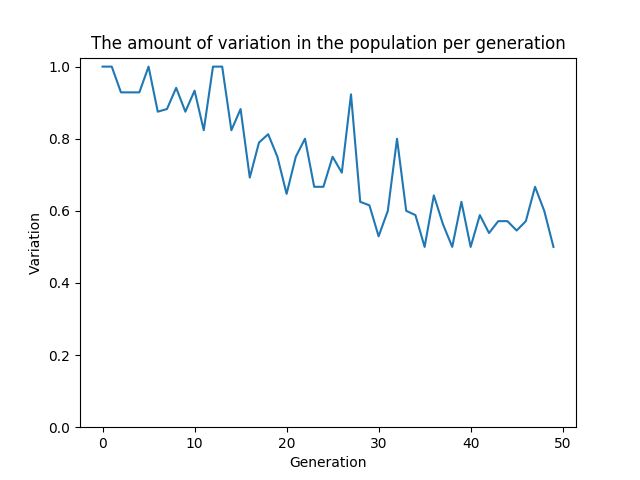 The amount of variation in the population per generation
1.0
0.8
0.6
0.4
0.2
0.0
Variation
0 10 20 30 40 50
Generation